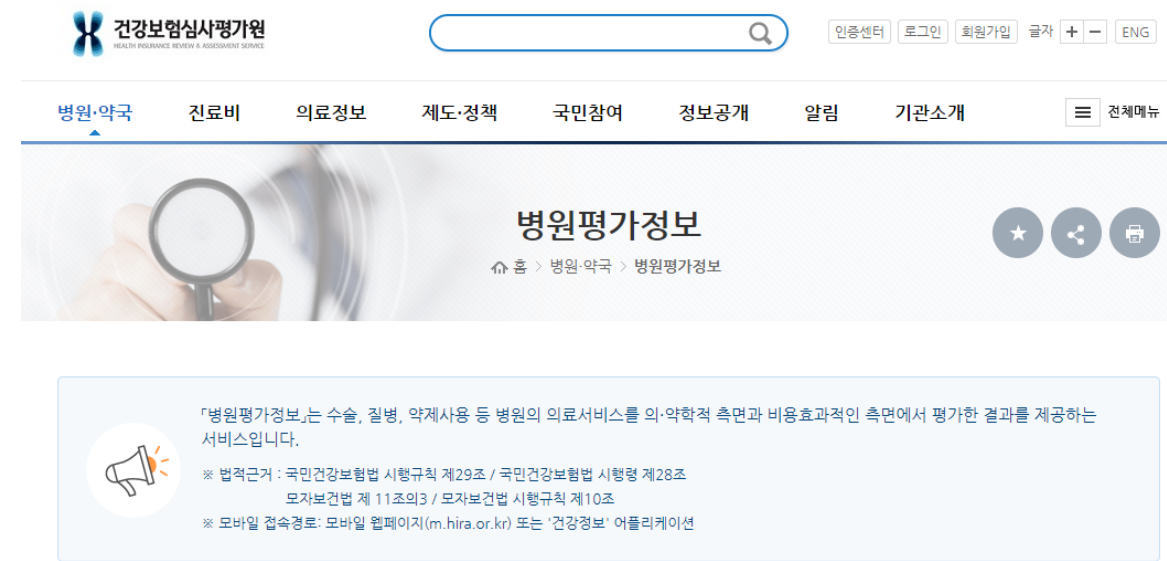 건강보험심사평가원
HEALTH INSURANCE REVIEW & ASSESSMENT SERVICE
인증센터 로그인 회원가입 글자 + − ENG
병원·약국 진료비 의료정보 제도·정책 국민참여 정보공개 알림 기관소개 전체메뉴
병원평가정보
홈 > 병원·약국 > 병원평가정보
「병원평가정보」는 수술, 질병, 약제사용 등 병원의 의료서비스를 의·약학적 측면과 비용효과적인 측면에서 평가한 결과를 제공하는
서비스입니다.
※ 법적근거 : 국민건강보험법 시행규칙 제29조 / 국민건강보험법 시행령 제28조
모자보건법 제 11조의3 / 모자보건법 시행규칙 제10조
※ 모바일 접속경로: 모바일 웹페이지(m.hira.or.kr) 또는 '건강정보' 어플리케이션